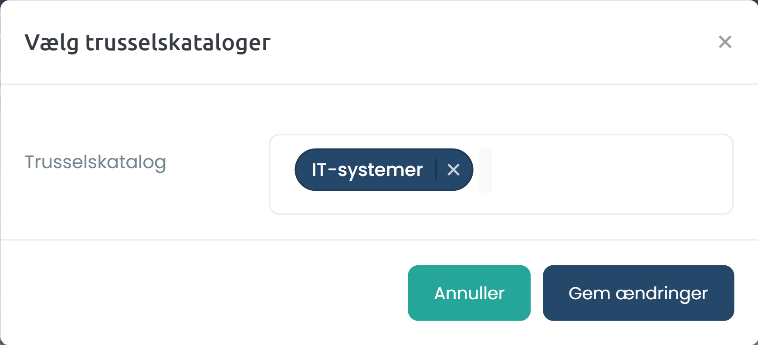 Vælg trusselskataloger
Trusselskatalog
IT-systemer
Annuller
Gem ændringer